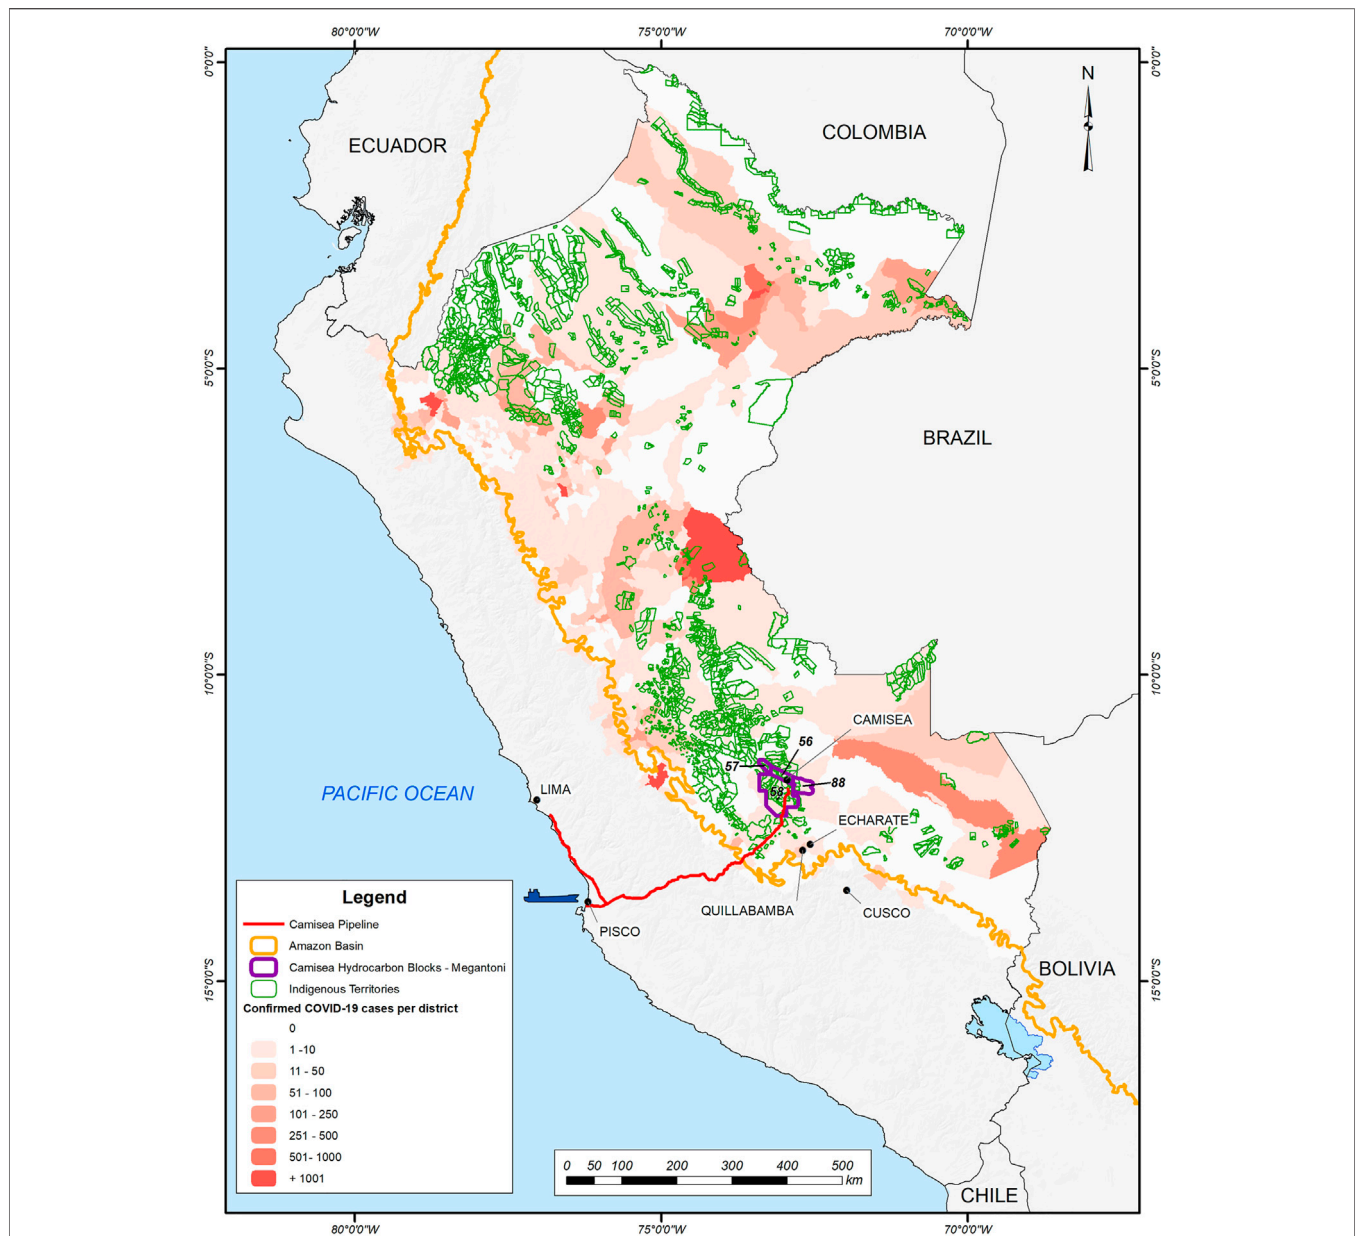 80°0'0"W 75°0'0"W 70°0'0"W
0°0'0" 0°0'0"
N
COLOMBIA
ECUADOR
5°0'0"S 5°0'0"S
BRAZIL
10°0'0"S 10°0'0"S
CAMISEA
56
57
58
88
PACIFIC OCEAN
LIMA
ECHARATE
QUILLABAMBA
CUSCO
PISCO
BOLIVIA
15°0'0"S 15°0'0"S
Legend
Camisea Pipeline
Amazon Basin
Camisea Hydrocarbon Blocks - Megantoni
Indigenous Territories
Confirmed COVID-19 cases per district
0
1 -10
11 - 50
51 - 100
101 - 250
251 - 500
501- 1000
+ 1001
0 50 100 200 300 400 500
km
CHILE
80°0'0"W 75°0'0"W 70°0'0"W